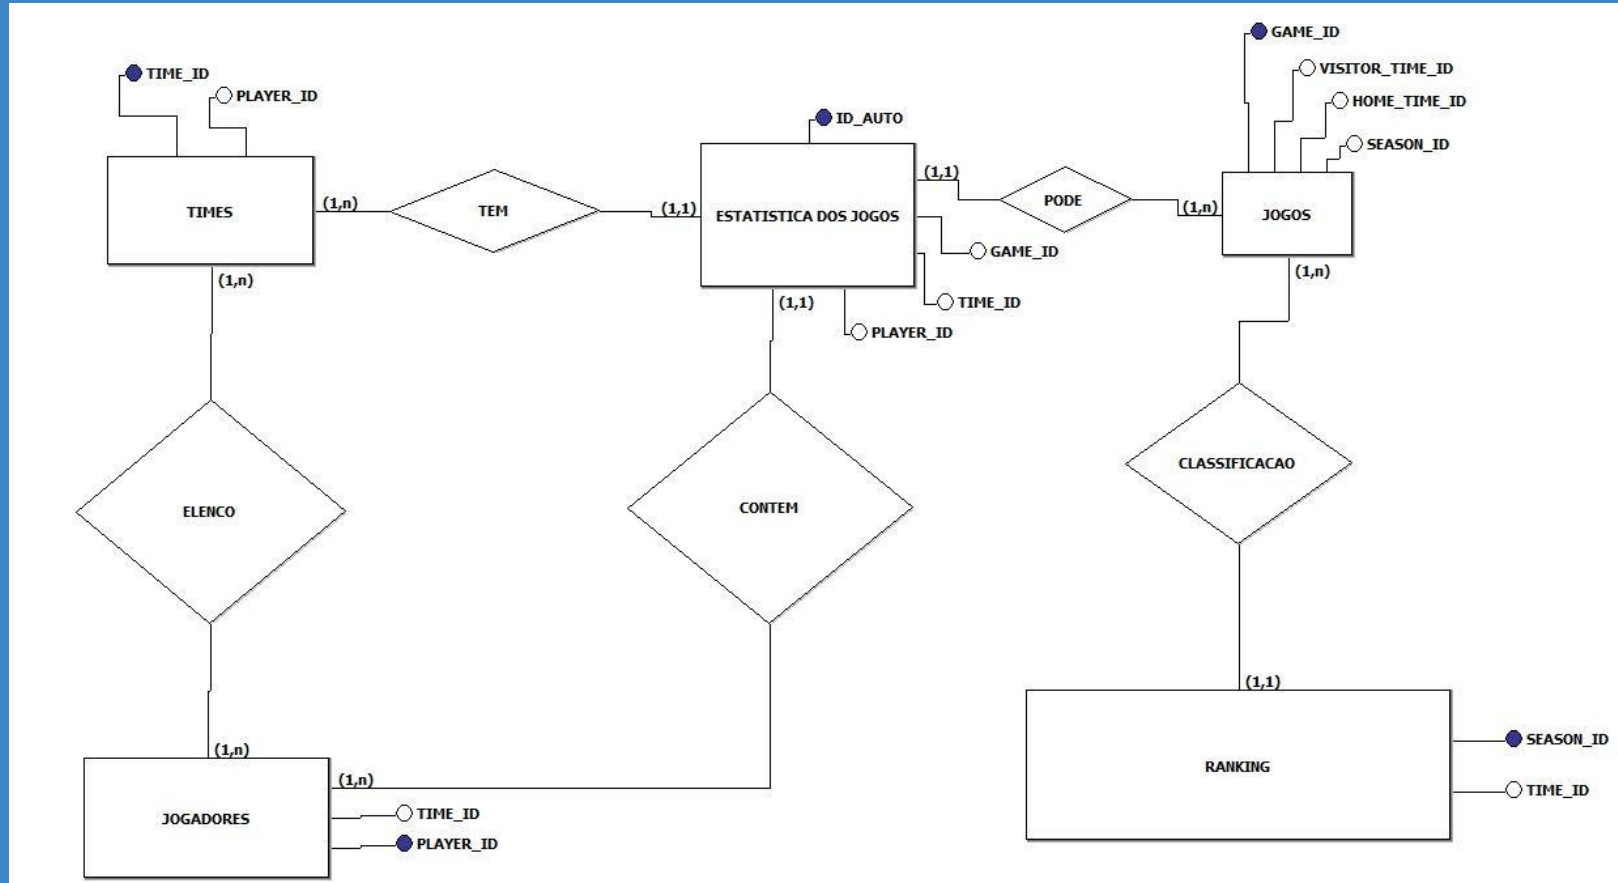 GAME_ID
TIME_ID
VISITOR_TIME_ID
PLAYER_ID
HOME_TIME_ID
ID_AUTO
SEASON_ID
(1,1)
(1,n)
TEM
(1,1)
PODE
(1,n)
TIMES
ESTATISTICA DOS JOGOS
JOGOS
GAME_ID
(1,n)
(1,1)
TIME_ID
(1,n)
PLAYER_ID
CLASSIFICACAO
ELENCO
CONTEM
(1,1)
SEASON_ID
(1,n)
RANKING
(1,n)
TIME_ID
JOGADORES
TIME_ID
PLAYER_ID